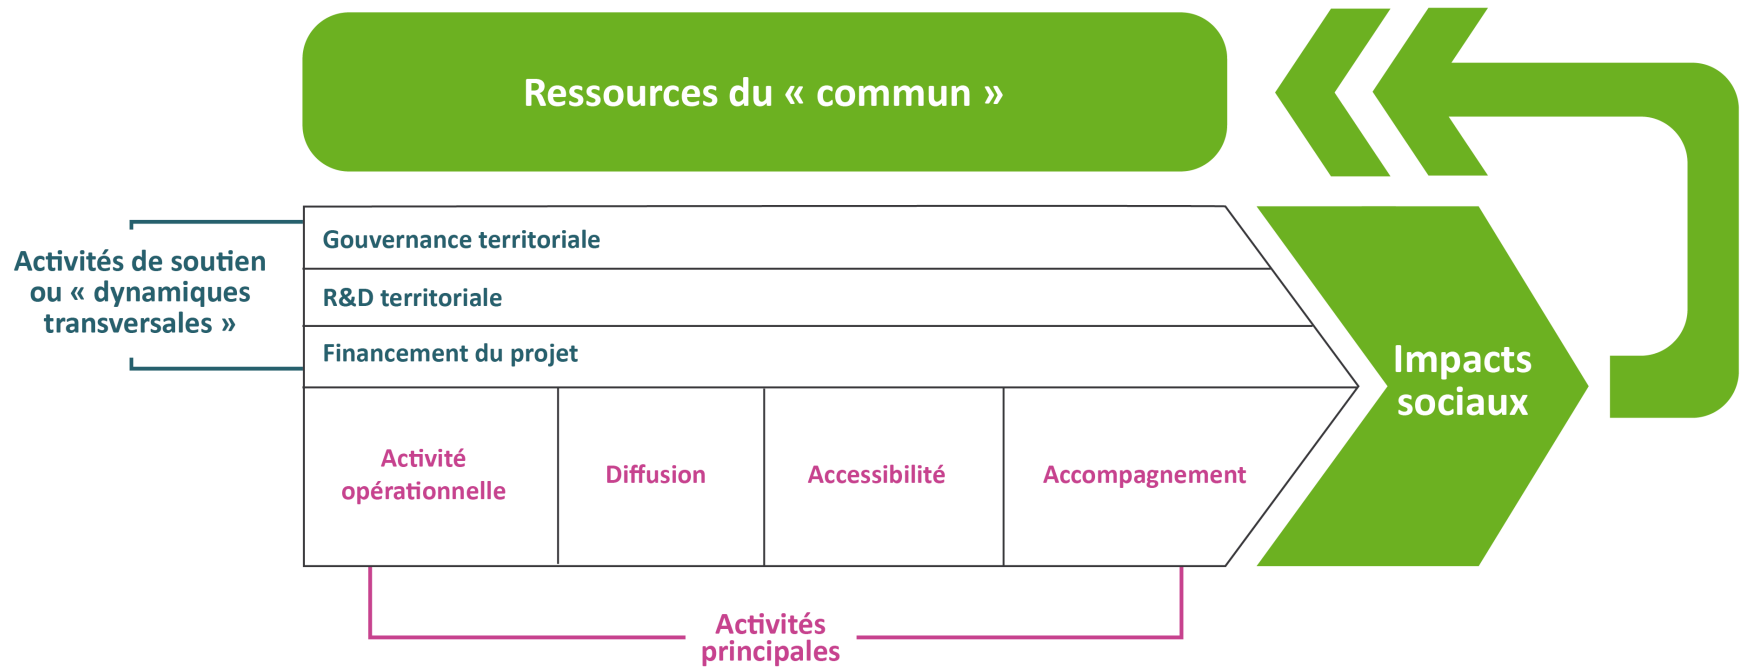 Ressources du « commun »
Activités de soutien
ou « dynamiques
transversales »
Gouvernance territoriale
R&D territoriale
Financement du projet
Impacts
sociaux
Activité
opérationnelle
Diffusion
Accessibilité
Accompagnement
Activités
principales